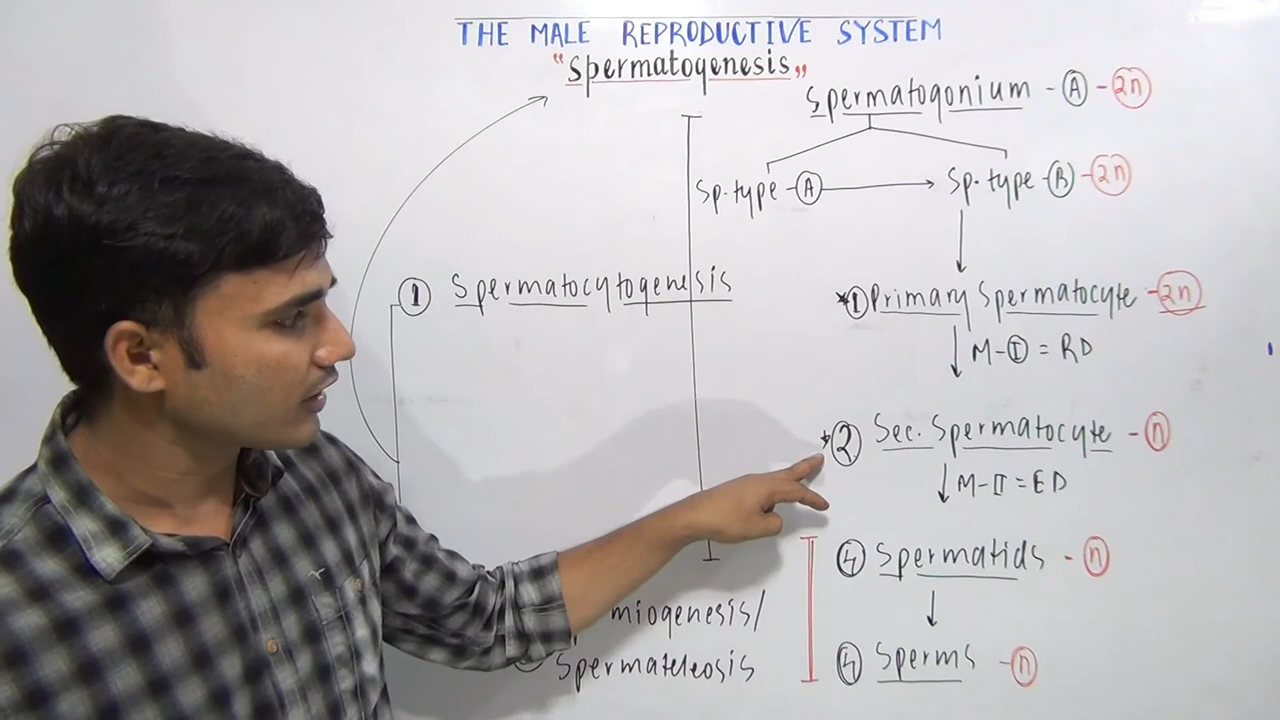 THE MALE REPRODUCTIVE SYSTEM
"Spermatogenesis"
Spermatogonium - A - 2n
Sp. type - A → Sp. type - B - 2n
1 Spermatocytogenesis
*1 Primary Spermatocyte - 2n
M-I = RD
*2 Sec. Spermatocyte - n
M-II = ED
4 Spermatids - n
miogenesis/
Spermateleosis
4 Sperms - n